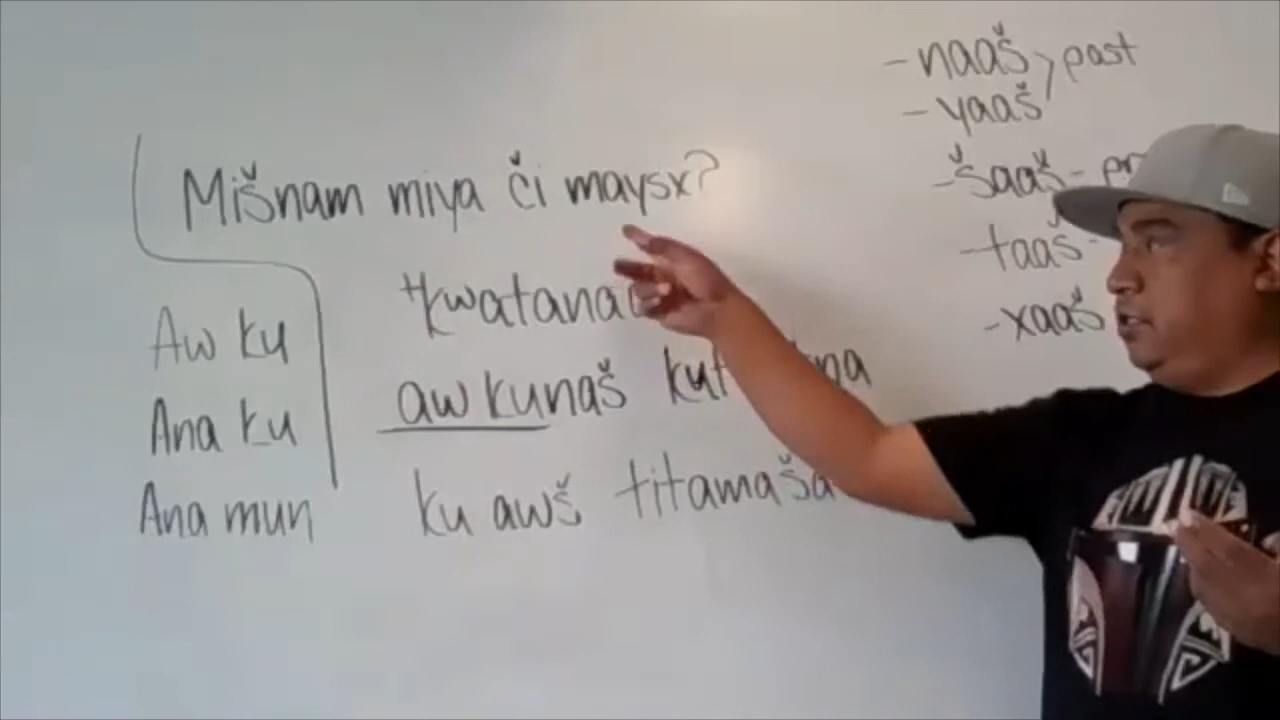 Mišnam miya či maysx?
Aw ku
Ana ku
Ana mun
awkunaš
ku awš titamaša
-naaš > past
-yaaš
-šaaš-
-taaš-
-xaaš